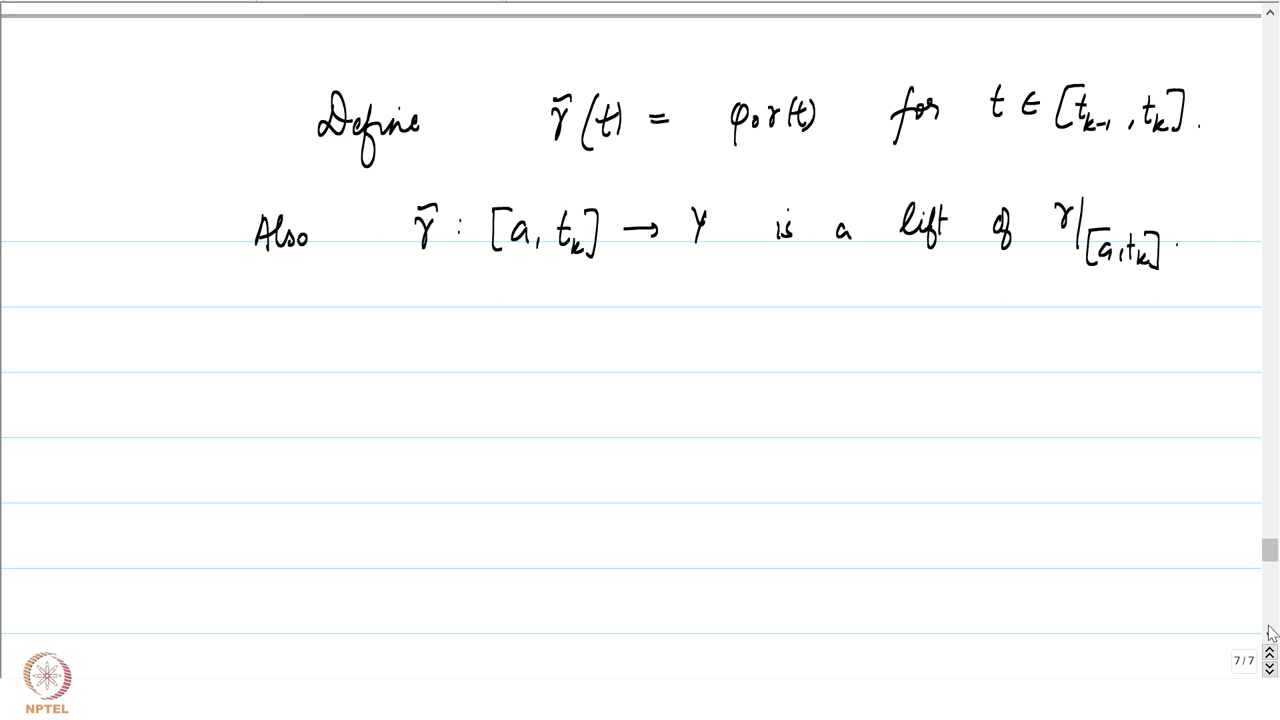 Define γ̃(t) = φ∘γ(t) for t ∈ [t_{k-1}, t_k].
Also γ̃ : [a, t_k] → Y is a lift of γ|_{[a,t_k]}.
7 / 7
NPTEL